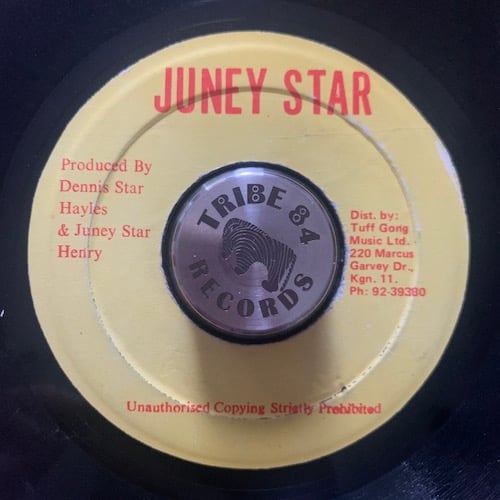 JUNEY STAR
Produced By
Dennis Star
Hayles
& Juney Star
Henry
TRIBE 84
RECORDS
Dist. by:
Tuff Gong
Music Ltd.
220 Marcus
Garvey Dr.,
Kgn. 11.
Ph: 92-39380
Unauthorised Copying Strictly Prohibited